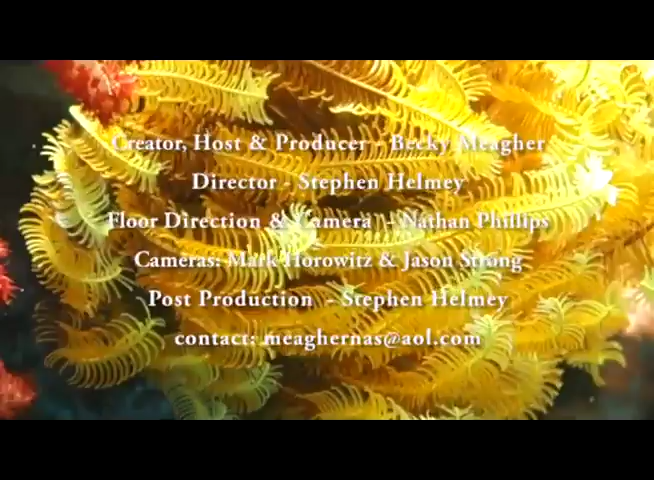 Creator, Host & Producer - Becky Meagher
Director - Stephen Helmey
Floor Direction & Camera - Nathan Phillips
Cameras: Mark Horowitz & Jason Strong
Post Production - Stephen Helmey
contact: meaghernas@aol.com